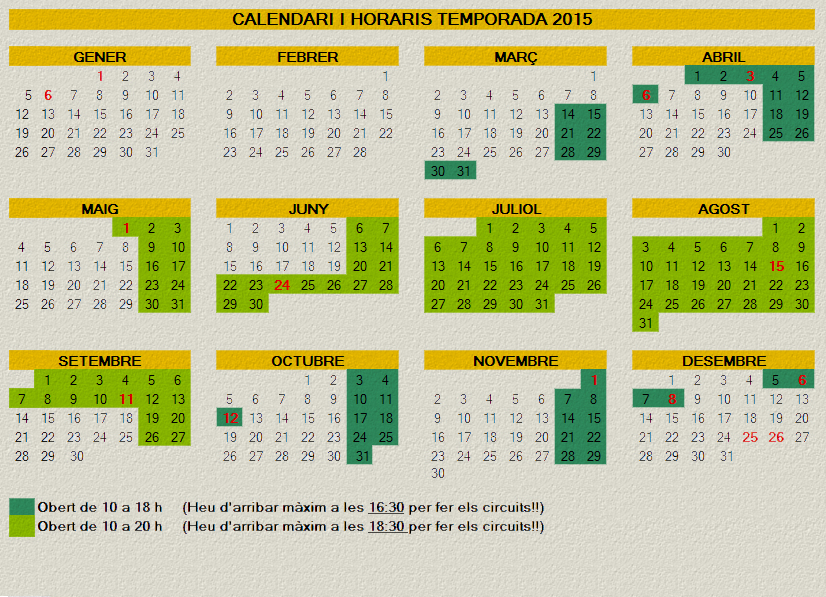 CALENDARI I HORARIS TEMPORADA 2015
GENER FEBRER MARÇ ABRIL
1 2 3 4 1 1 1 2 3 4 5
5 6 7 8 9 10 11 2 3 4 5 6 7 8 2 3 4 5 6 7 8 6 7 8 9 10 11 12
12 13 14 15 16 17 18 9 10 11 12 13 14 15 9 10 11 12 13 14 15 13 14 15 16 17 18 19
19 20 21 22 23 24 25 16 17 18 19 20 21 22 16 17 18 19 20 21 22 20 21 22 23 24 25 26
26 27 28 29 30 31 23 24 25 26 27 28 23 24 25 26 27 28 29 27 28 29 30
30 31
MAIG JUNY JULIOL AGOST
1 2 3 1 2 3 4 5 6 7 1 2 3 4 5 1 2
4 5 6 7 8 9 10 8 9 10 11 12 13 14 6 7 8 9 10 11 12 3 4 5 6 7 8 9
11 12 13 14 15 16 17 15 16 17 18 19 20 21 13 14 15 16 17 18 19 10 11 12 13 14 15 16
18 19 20 21 22 23 24 22 23 24 25 26 27 28 20 21 22 23 24 25 26 17 18 19 20 21 22 23
25 26 27 28 29 30 31 29 30 27 28 29 30 31 24 25 26 27 28 29 30
31
SETEMBRE OCTUBRE NOVEMBRE DESEMBRE
1 2 3 4 5 6 1 2 3 4 1 1 2 3 4 5 6
7 8 9 10 11 12 13 5 6 7 8 9 10 11 2 3 4 5 6 7 8 7 8 9 10 11 12 13
14 15 16 17 18 19 20 12 13 14 15 16 17 18 9 10 11 12 13 14 15 14 15 16 17 18 19 20
21 22 23 24 25 26 27 19 20 21 22 23 24 25 16 17 18 19 20 21 22 21 22 23 24 25 26 27
28 29 30 26 27 28 29 30 31 23 24 25 26 27 28 29 28 29 30 31
30
Obert de 10 a 18 h (Heu d'arribar màxim a les 16:30 per fer els circuits!!)
Obert de 10 a 20 h (Heu d'arribar màxim a les 18:30 per fer els circuits!!)